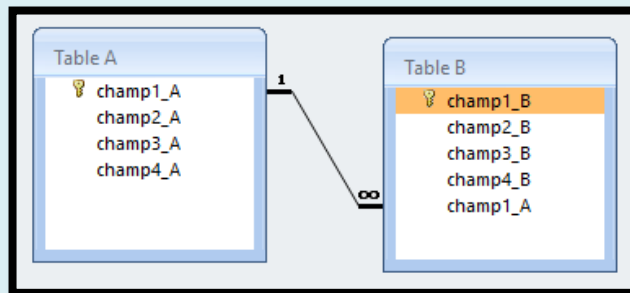 Table A
champ1_A
champ2_A
champ3_A
champ4_A
1
∞
Table B
champ1_B
champ2_B
champ3_B
champ4_B
champ1_A